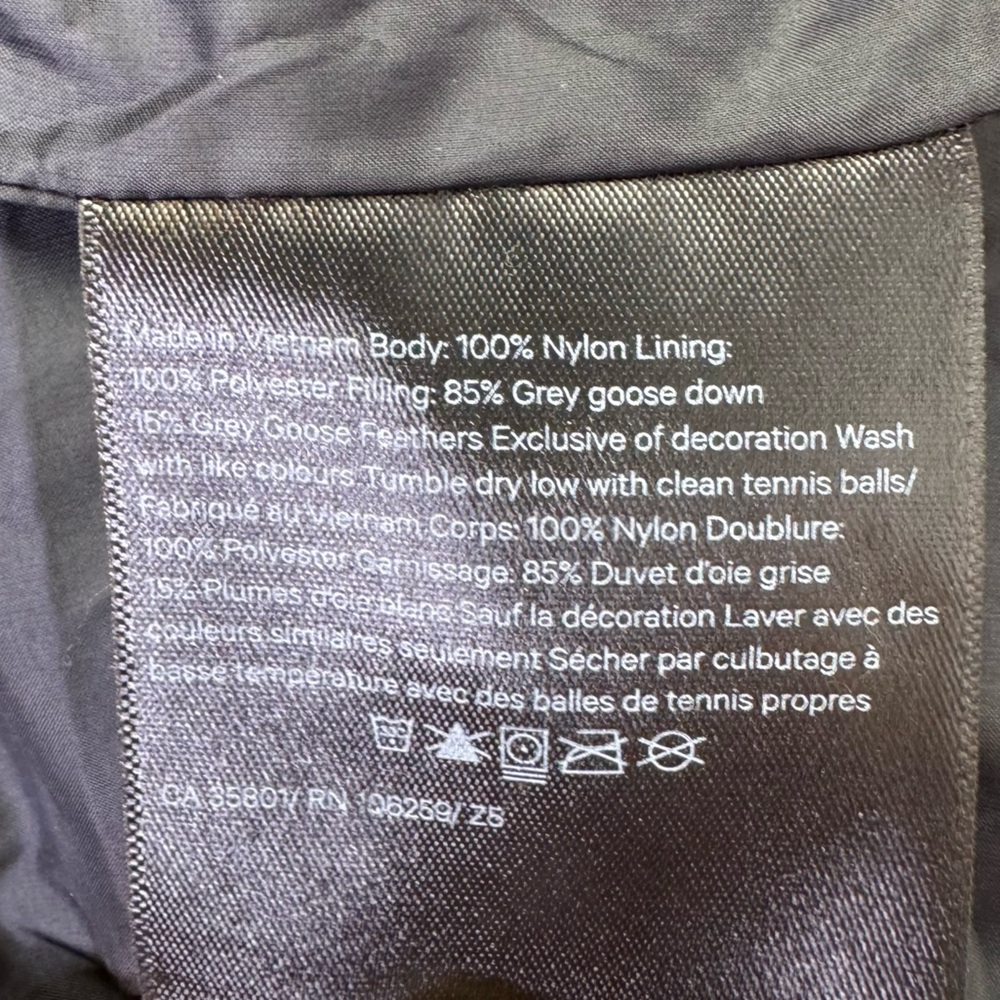 Made in Vietnam Body: 100% Nylon Lining:
100% Polyester Filling: 85% Grey goose down
15% Grey Goose Feathers Exclusive of decoration Wash
with like colours Tumble dry low with clean tennis balls/
Fabriqué au Vietnam Corps: 100% Nylon Doublure:
100% Polyester Garnissage: 85% Duvet d'oie grise
15% Plumes d'oie blanc Sauf la décoration Laver avec des
couleurs similaires seulement Sécher par culbutage à
basse température avec des balles de tennis propres
CA 35801/ RN 106259/ Z5